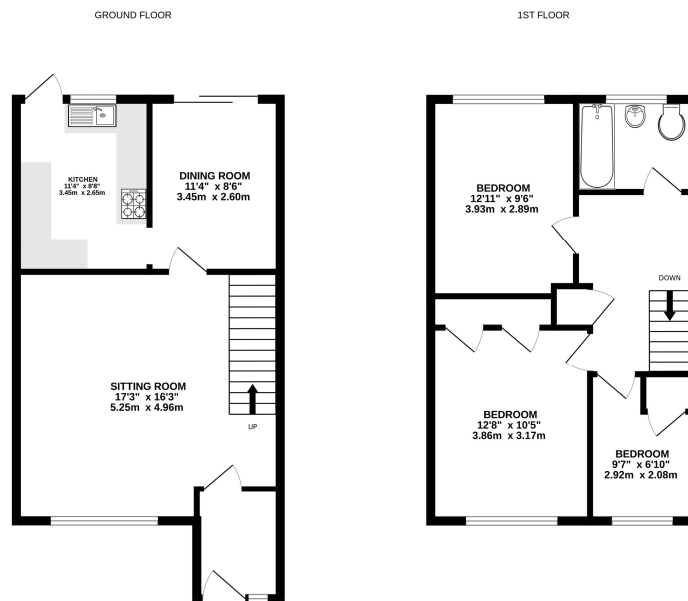 GROUND FLOOR
KITCHEN
11'4" x 8'8"
3.45m x 2.65m
DINING ROOM
11'4" x 8'6"
3.45m x 2.60m
SITTING ROOM
17'3" x 16'3"
5.25m x 4.96m
UP
1ST FLOOR
BEDROOM
12'11" x 9'6"
3.93m x 2.89m
DOWN
BEDROOM
12'8" x 10'5"
3.86m x 3.17m
BEDROOM
9'7" x 6'10"
2.92m x 2.08m